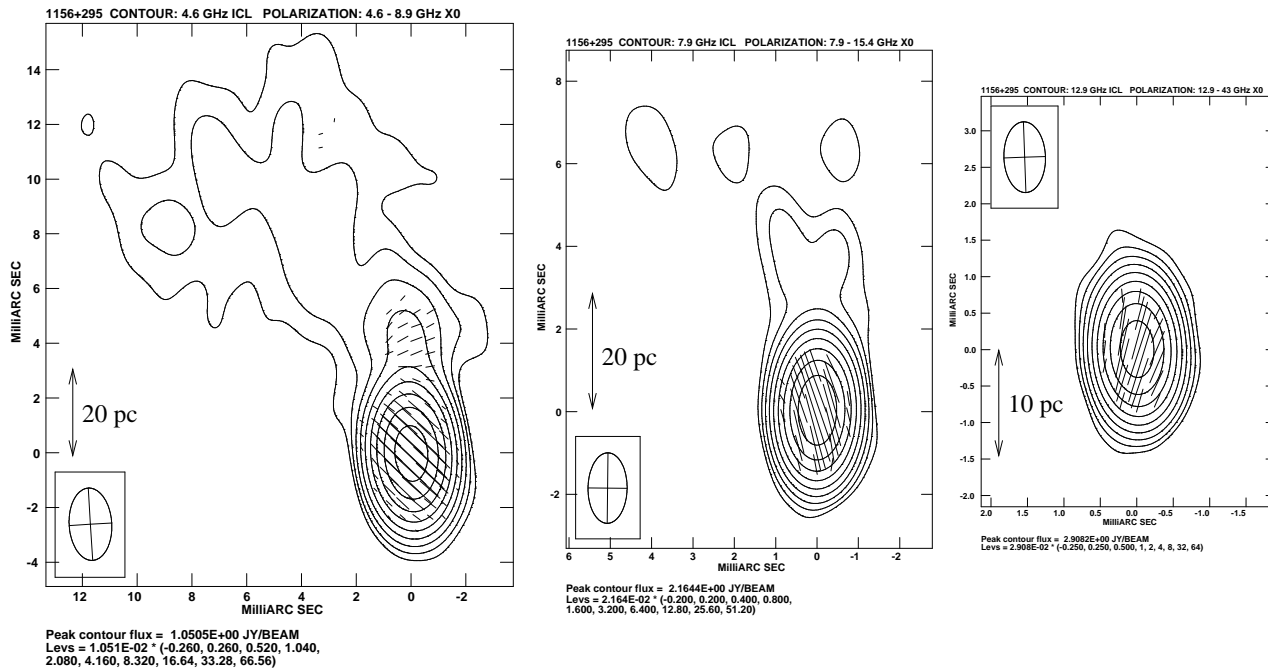 1156+295 CONTOUR: 4.6 GHz ICL POLARIZATION: 4.6 - 8.9 GHz X0
MilliARC SEC
14
12
10
8
6
4
2
0
-2
-4
20 pc
12 10 8 6 4 2 0 -2
MilliARC SEC
Peak contour flux = 1.0505E+00 JY/BEAM
Levs = 1.051E-02 * (-0.260, 0.260, 0.520, 1.040,
2.080, 4.160, 8.320, 16.64, 33.28, 66.56)
1156+295 CONTOUR: 7.9 GHz ICL POLARIZATION: 7.9 - 15.4 GHz X0
MilliARC SEC
8
6
4
2
0
-2
20 pc
6 5 4 3 2 1 0 -1 -2
MilliARC SEC
Peak contour flux = 2.1644E+00 JY/BEAM
Levs = 2.164E-02 * (-0.200, 0.200, 0.400, 0.800,
1.600, 3.200, 6.400, 12.80, 25.60, 51.20)
1156+295 CONTOUR: 12.9 GHz ICL POLARIZATION: 12.9 - 43 GHz X0
MilliARC SEC
3.0
2.5
2.0
1.5
1.0
0.5
0.0
-0.5
-1.0
-1.5
-2.0
10 pc
2.0 1.5 1.0 0.5 0.0 -0.5 -1.0 -1.5
MilliARC SEC
Peak contour flux = 2.9082E+00 JY/BEAM
Levs = 2.908E-02 * (-0.250, 0.250, 0.500, 1, 2, 4, 8, 32, 64)